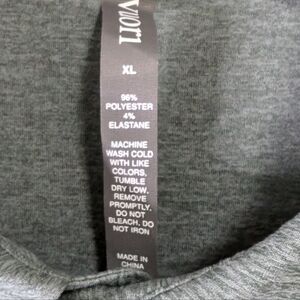 vuori
XL
96%
POLYESTER
4%
ELASTANE
MACHINE
WASH COLD
WITH LIKE
COLORS,
TUMBLE
DRY LOW,
REMOVE
PROMPTLY,
DO NOT
BLEACH, DO
NOT IRON
MADE IN
CHINA